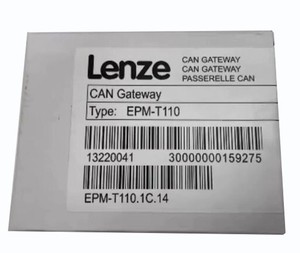 Lenze
CAN GATEWAY
CAN GATEWAY
PASSERELLE CAN
CAN Gateway
Type: EPM-T110
13220041 30000000159275
EPM-T110.1C.14